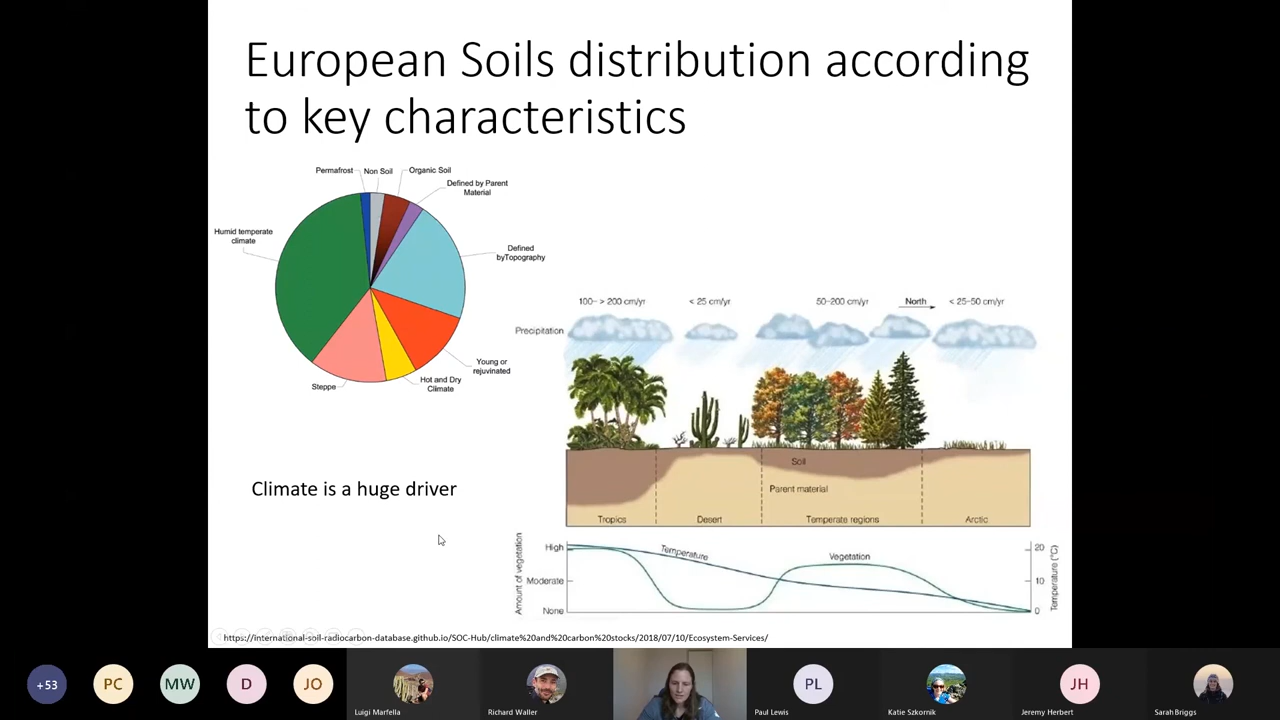 European Soils distribution according
to key characteristics
Permafrost
Non Soil
Organic Soil
Defined by Parent
Material
Humid temperate
climate
Defined
byTopography
Young or
rejuvinated
Hot and Dry
Climate
Steppe
Climate is a huge driver
100- > 200 cm/yr
< 25 cm/yr
50-200 cm/yr
North
< 25-50 cm/yr
Precipitation
Soil
Parent material
Tropics
Desert
Temperate regions
Arctic
Amount of vegetation
High
Moderate
None
Temperature
Vegetation
20
10
0
Temperature (°C)
https://international-soil-radiocarbon-database.github.io/SOC-Hub/climate%20and%20carbon%20stocks/2018/07/10/Ecosystem-Services/
+53
PC
MW
D
JO
Luigi Marfella
Richard Waller
PL
Paul Lewis
Katie Szkornik
JH
Jeremy Herbert
Sarah Briggs